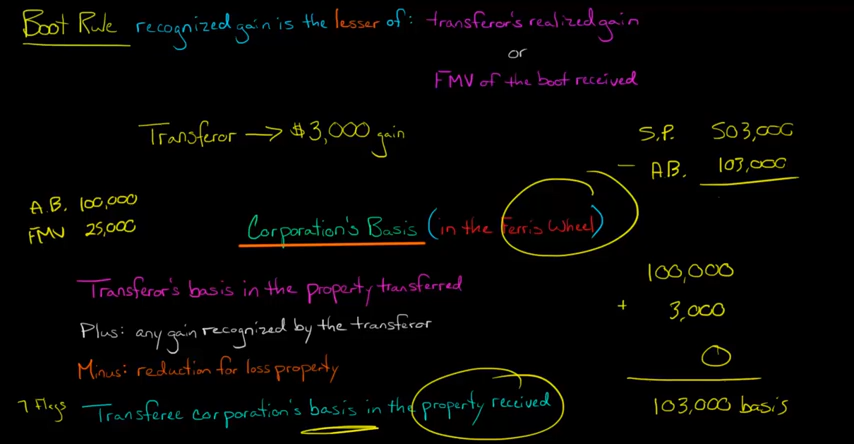 Boot Rule recognized gain is the lesser of: transferor's realized gain
or
FMV of the boot received
Transferor → $3,000 gain
S.P. 503,000
– A.B. 103,000
A.B. 100,000
FMV 25,000
Corporation's Basis (in the Ferris Wheel)
Transferor's basis in the property transferred
Plus: any gain recognized by the transferor
Minus: reduction for loss property
7 Flags Transferee corporation's basis in the property received
100,000
+ 3,000
0
103,000 basis